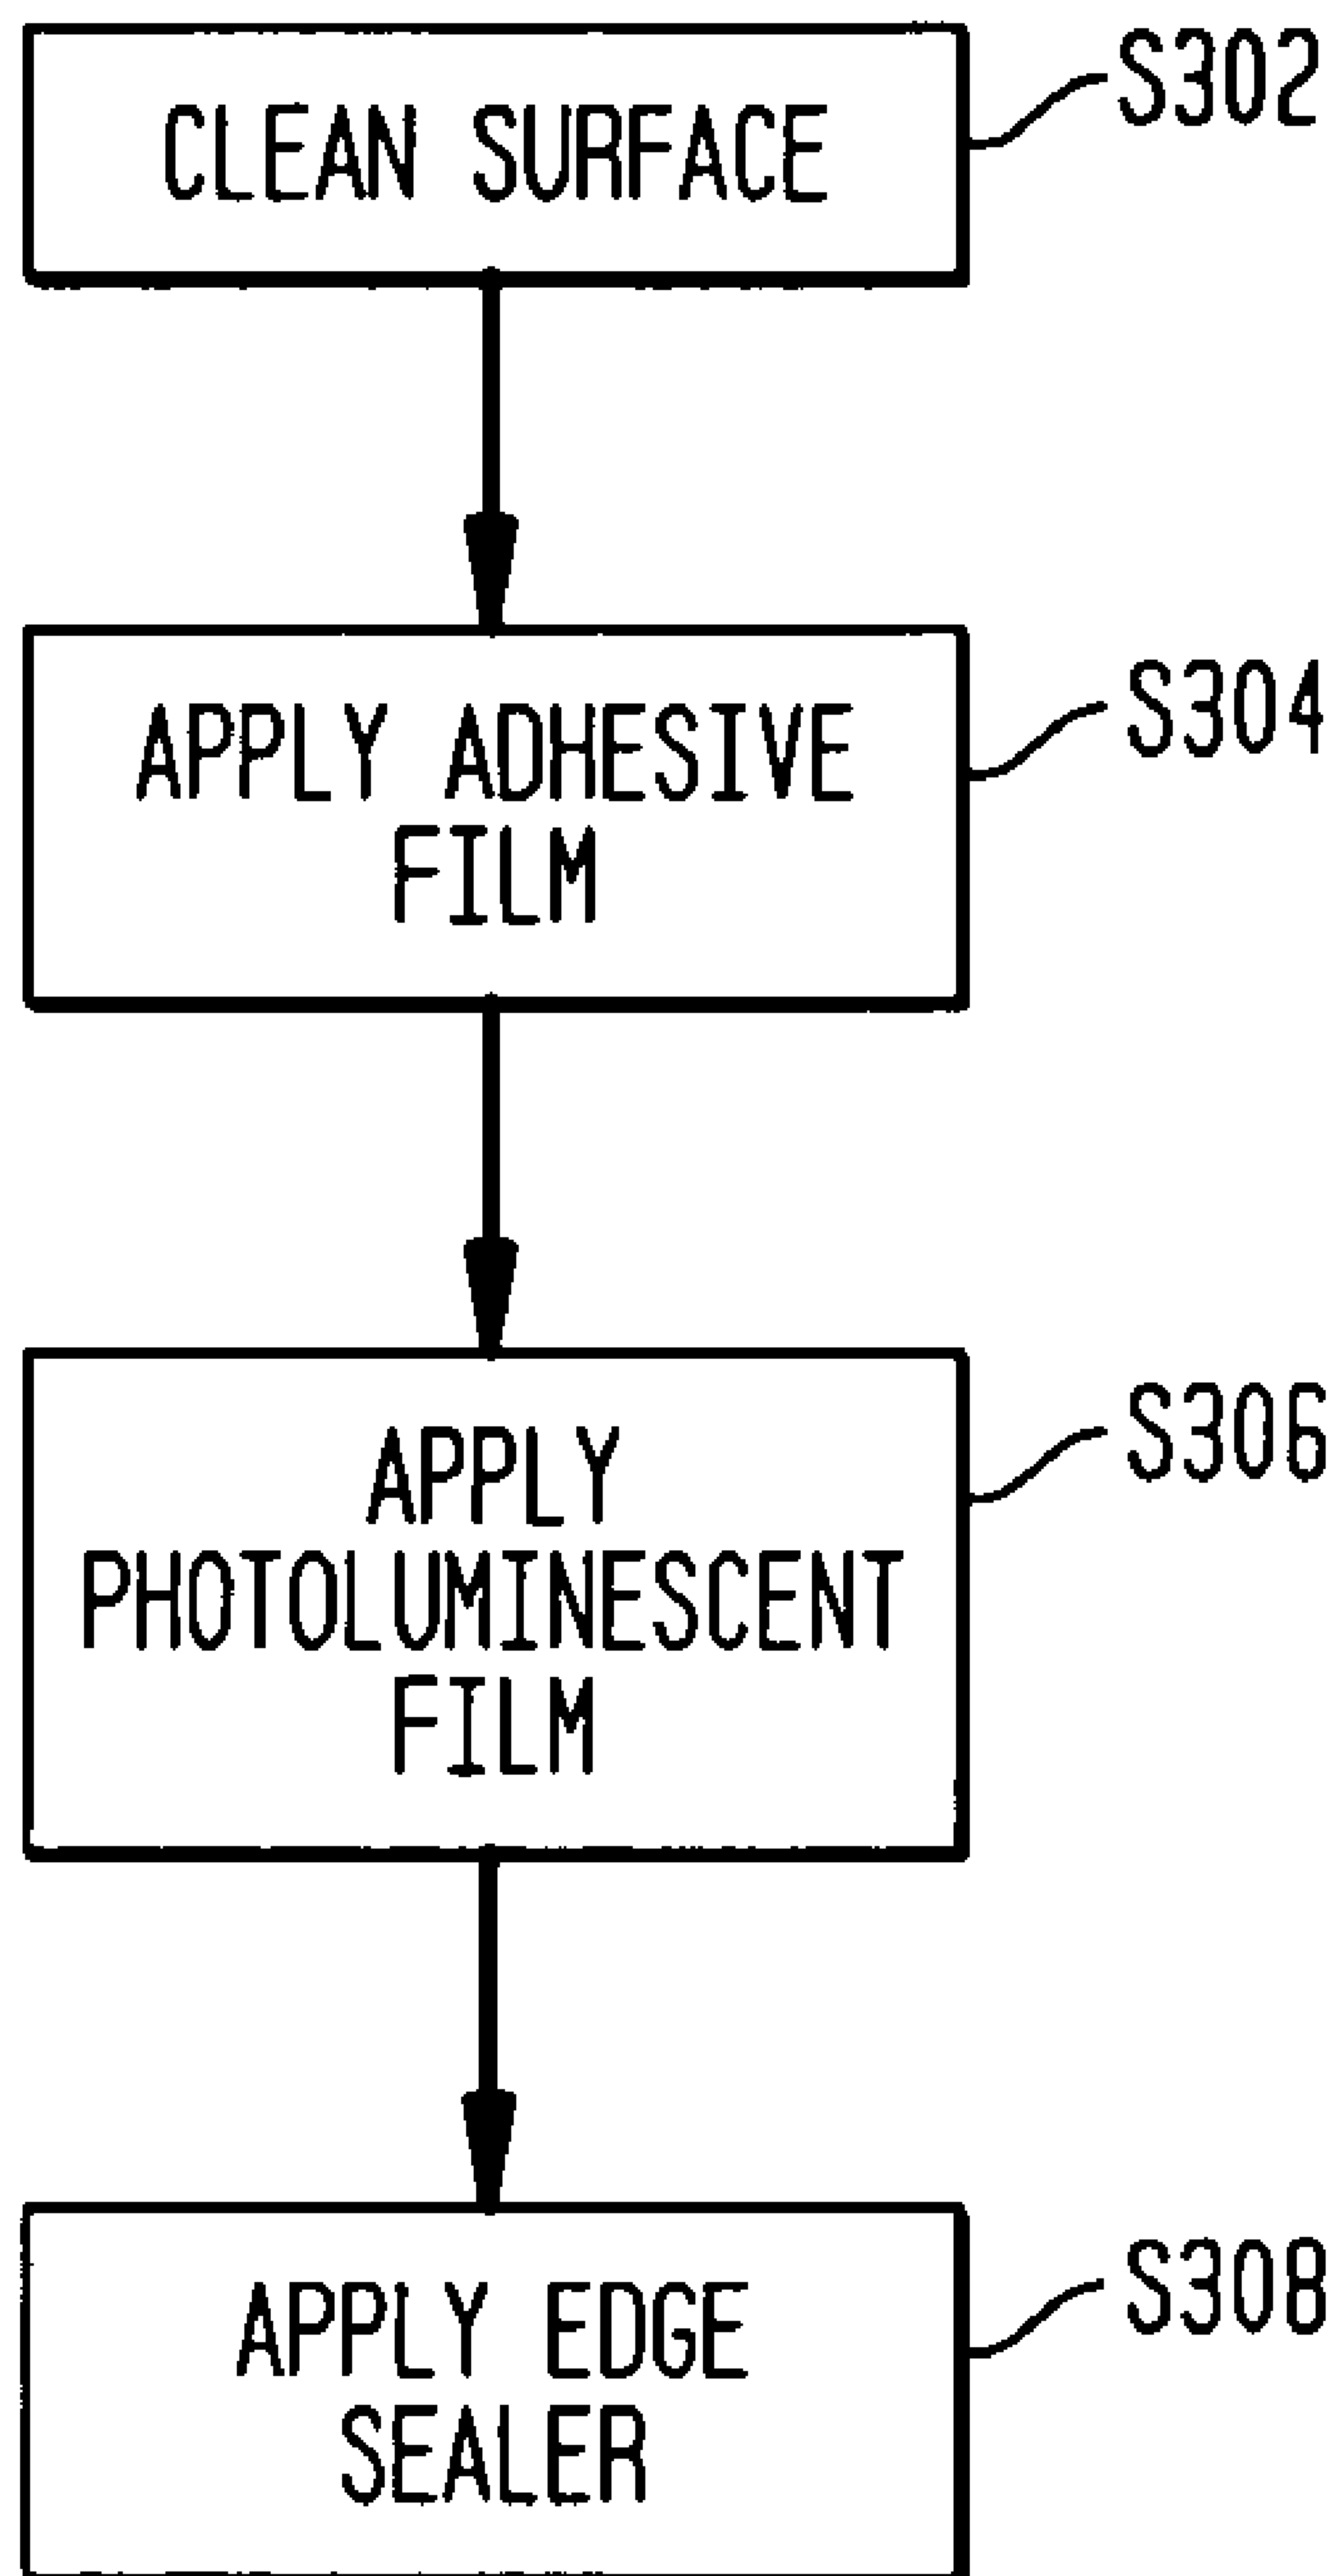 CLEAN SURFACE
S302
APPLY ADHESIVE
FILM
S304
APPLY
PHOTOLUMINESCENT
FILM
S306
APPLY EDGE
SEALER
S308